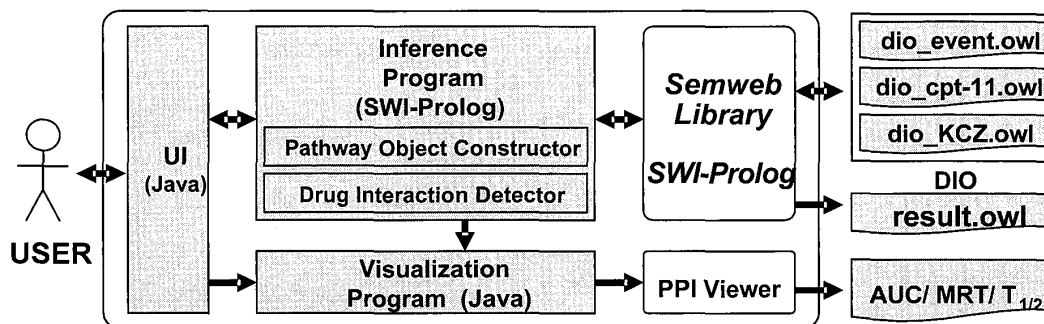 USER
UI
(Java)
Inference
Program
(SWI-Prolog)
Pathway Object Constructor
Drug Interaction Detector
Visualization
Program (Java)
Semweb
Library
SWI-Prolog
PPI Viewer
dio_event.owl
dio_cpt-11.owl
dio_KCZ.owl
DIO
result.owl
AUC/ MRT/ T1/2